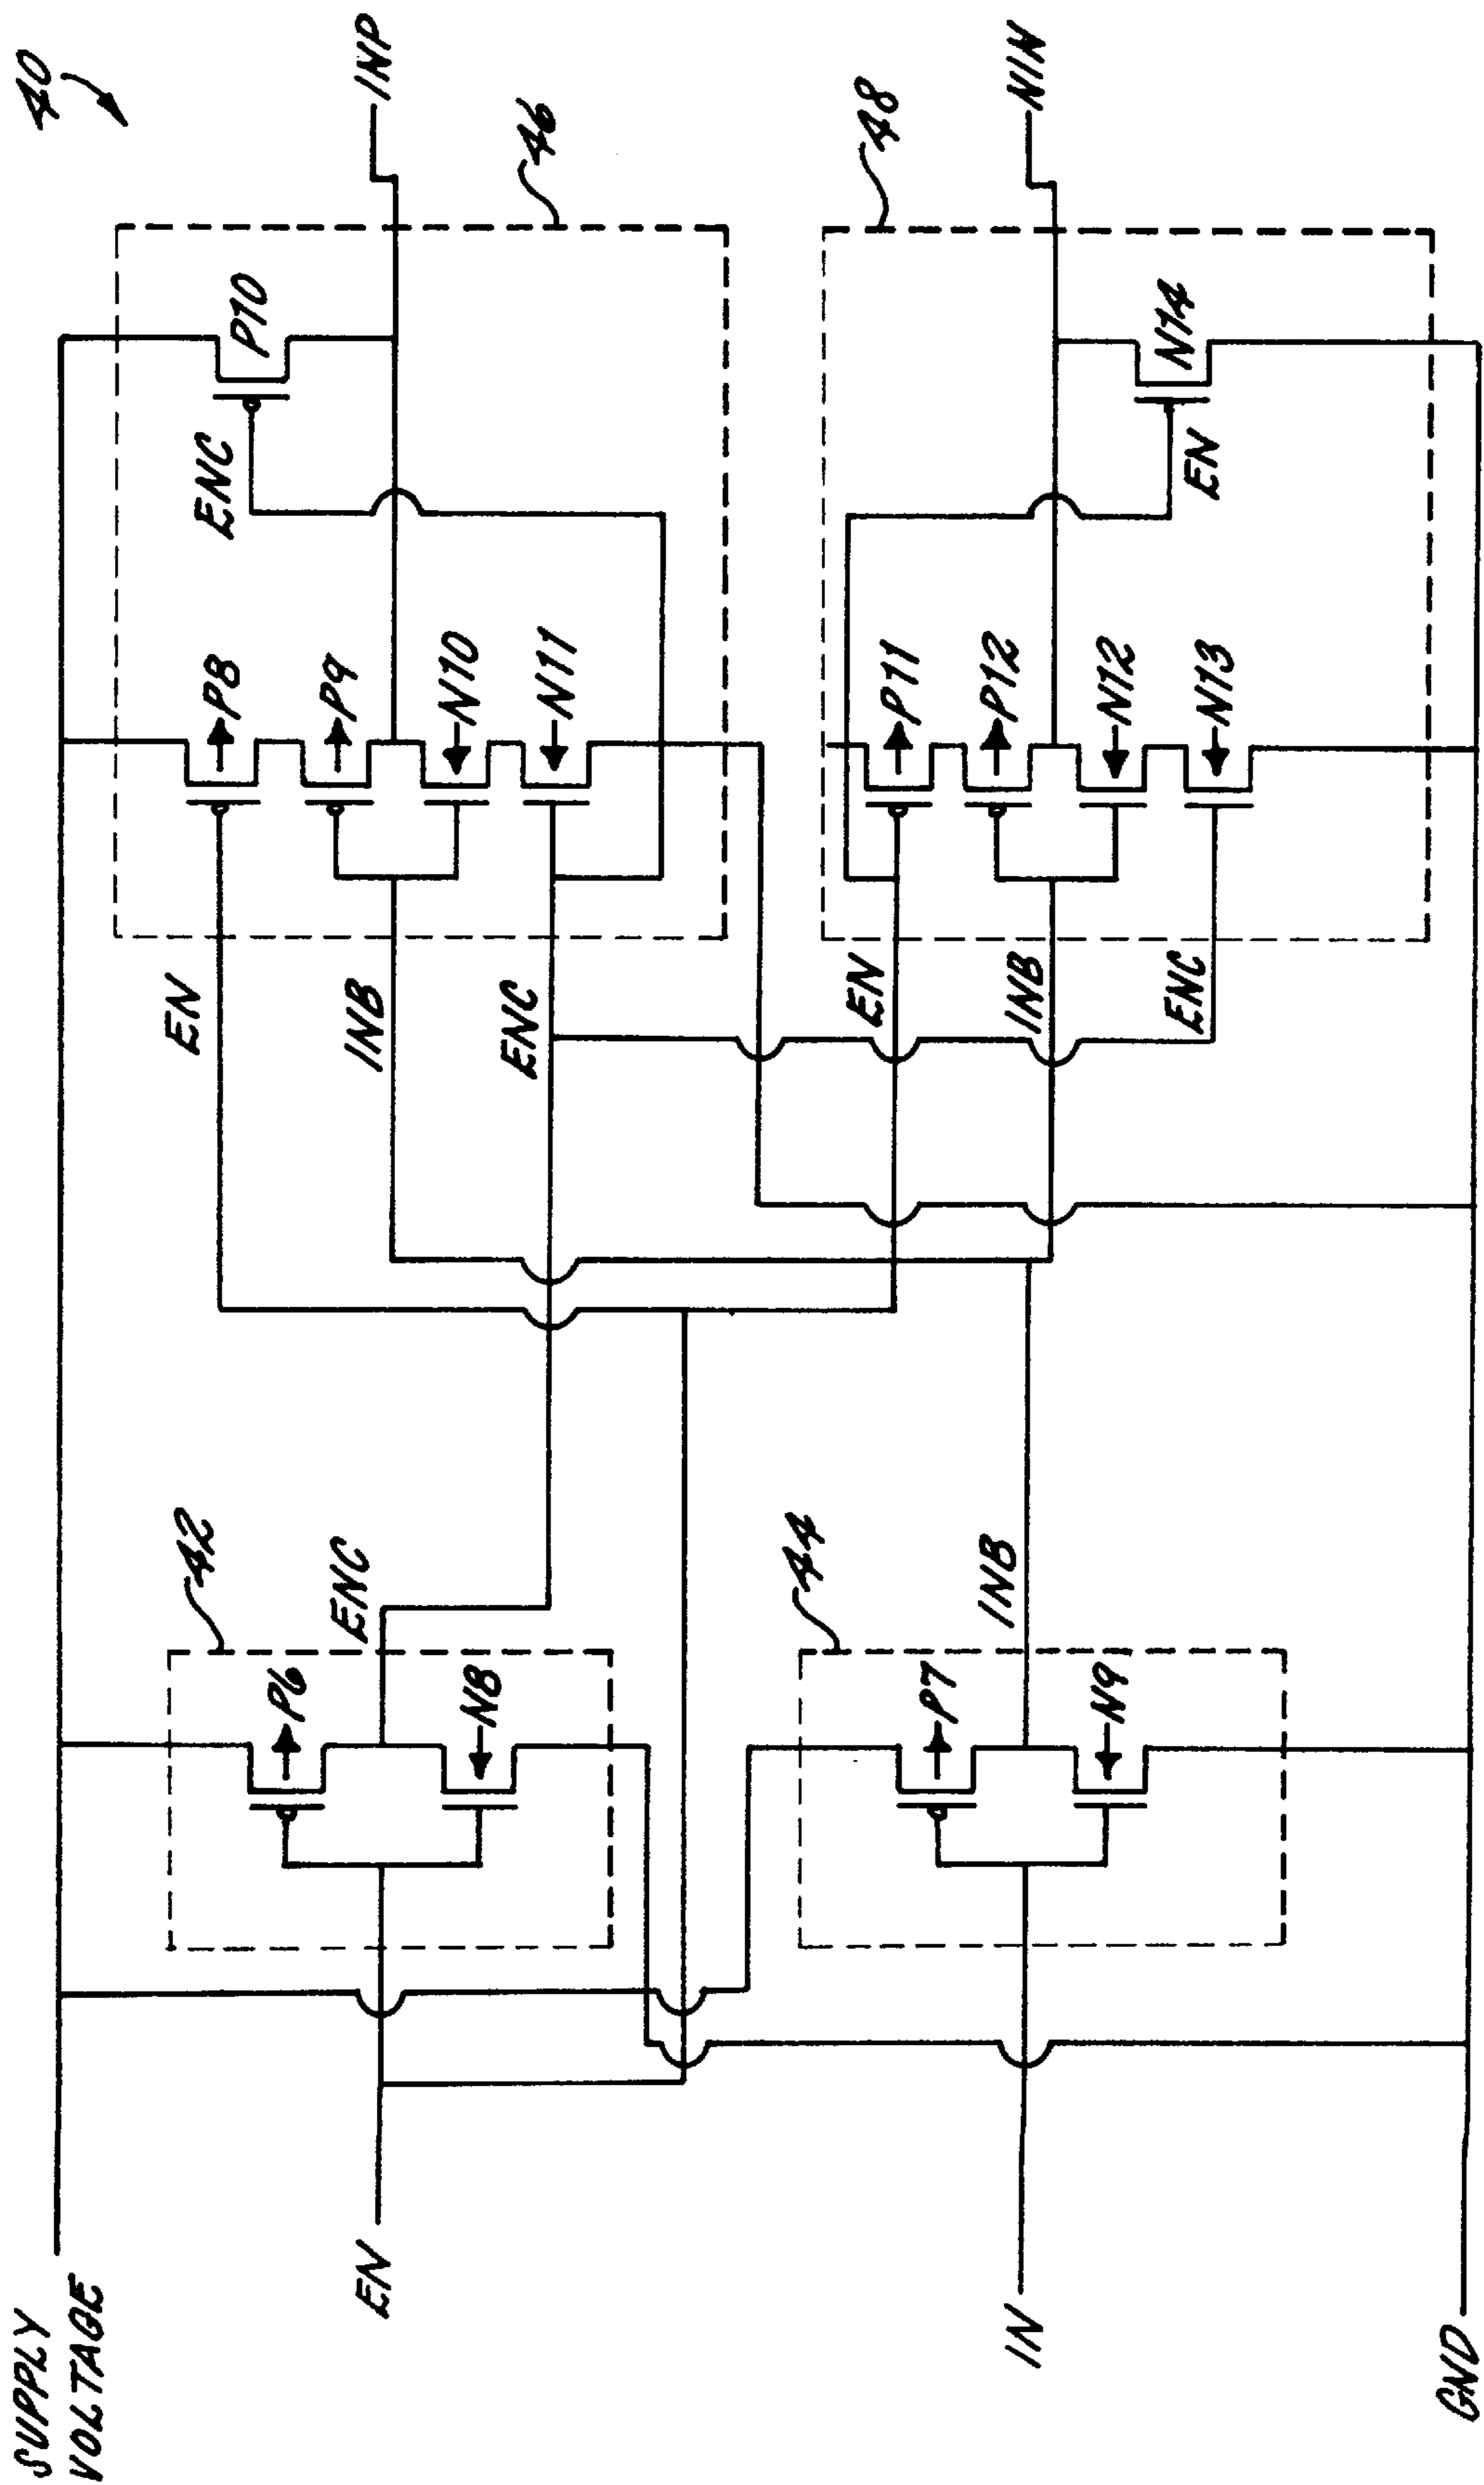 40
SUPPLY
VOLTAGE
EN
IN
GND
42
P6
N8
ENC
44
P7
N9
INB
EN
INB
ENC
46
P8
P9
N10
N11
ENC
P10
INP
EN
INB
ENC
48
P11
P12
N12
N13
EN
N14
NIN